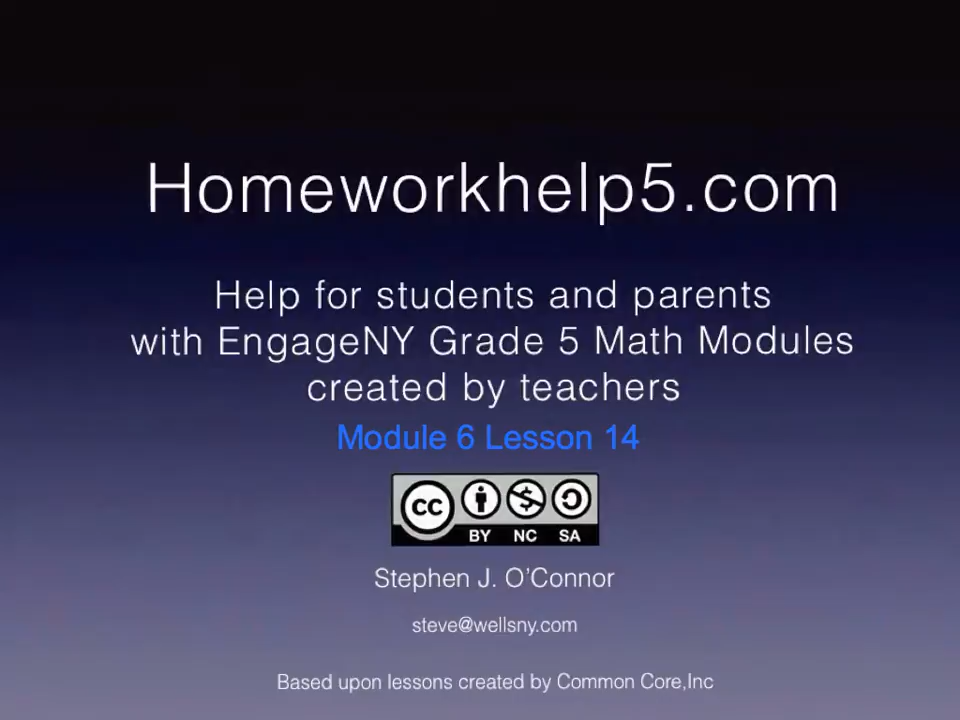 Homeworkhelp5.com
Help for students and parents
with EngageNY Grade 5 Math Modules
created by teachers
Module 6 Lesson 14
CC
BY NC SA
Stephen J. O'Connor
steve@wellsny.com
Based upon lessons created by Common Core,Inc